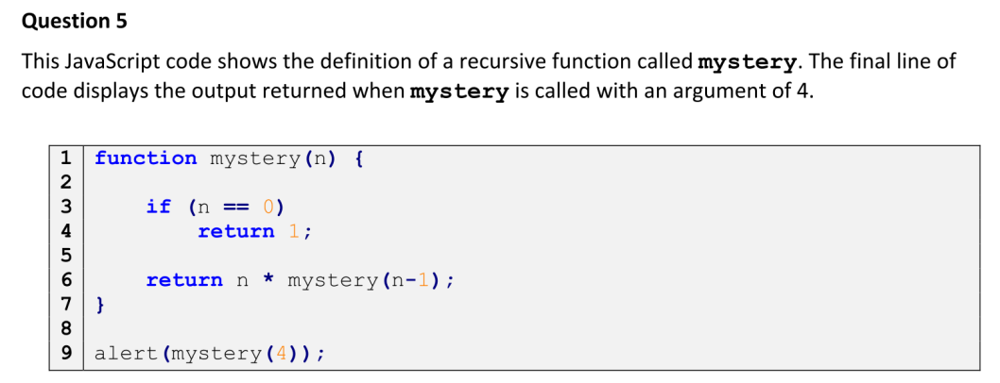 Question 5
This JavaScript code shows the definition of a recursive function called mystery. The final line of
code displays the output returned when mystery is called with an argument of 4.
1 function mystery(n) {
2
3 if (n == 0)
4 return 1;
5
6 return n * mystery(n-1);
7 }
8
9 alert(mystery(4));